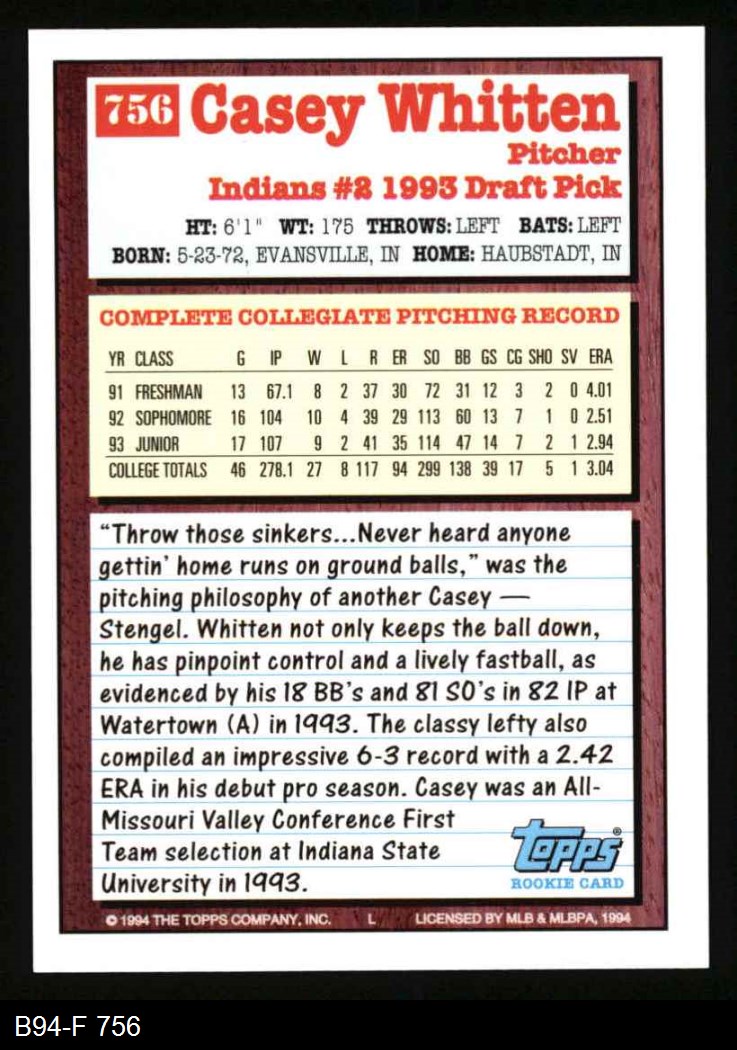 756 Casey Whitten
Pitcher
Indians #2 1993 Draft Pick
HT: 6'1" WT: 175 THROWS: LEFT BATS: LEFT
BORN: 5-23-72, EVANSVILLE, IN HOME: HAUBSTADT, IN
COMPLETE COLLEGIATE PITCHING RECORD
YR CLASS G IP W L R ER SO BB GS CG SHO SV ERA
91 FRESHMAN 13 67.1 8 2 37 30 72 31 12 3 2 0 4.01
92 SOPHOMORE 16 104 10 4 39 29 113 60 13 7 1 0 2.51
93 JUNIOR 17 107 9 2 41 35 114 47 14 7 2 1 2.94
COLLEGE TOTALS 46 278.1 27 8 117 94 299 138 39 17 5 1 3.04
“Throw those sinkers...Never heard anyone
gettin’ home runs on ground balls,” was the
pitching philosophy of another Casey —
Stengel. Whitten not only keeps the ball down,
he has pinpoint control and a lively fastball, as
evidenced by his 18 BB’s and 81 SO’s in 82 IP at
Watertown (A) in 1993. The classy lefty also
compiled an impressive 6-3 record with a 2.42
ERA in his debut pro season. Casey was an All-
Missouri Valley Conference First
Team selection at Indiana State
University in 1993.
Topps®
ROOKIE CARD
© 1994 THE TOPPS COMPANY, INC. L LICENSED BY MLB & MLBPA, 1994
B94-F 756